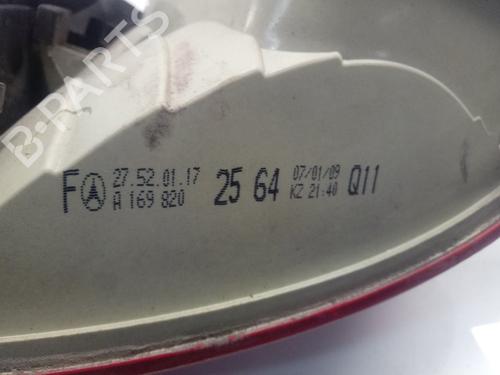 B-PARTS
F 27.52.01.17 25 64 07/01/09 Q11
A 169 820 KZ 21:40